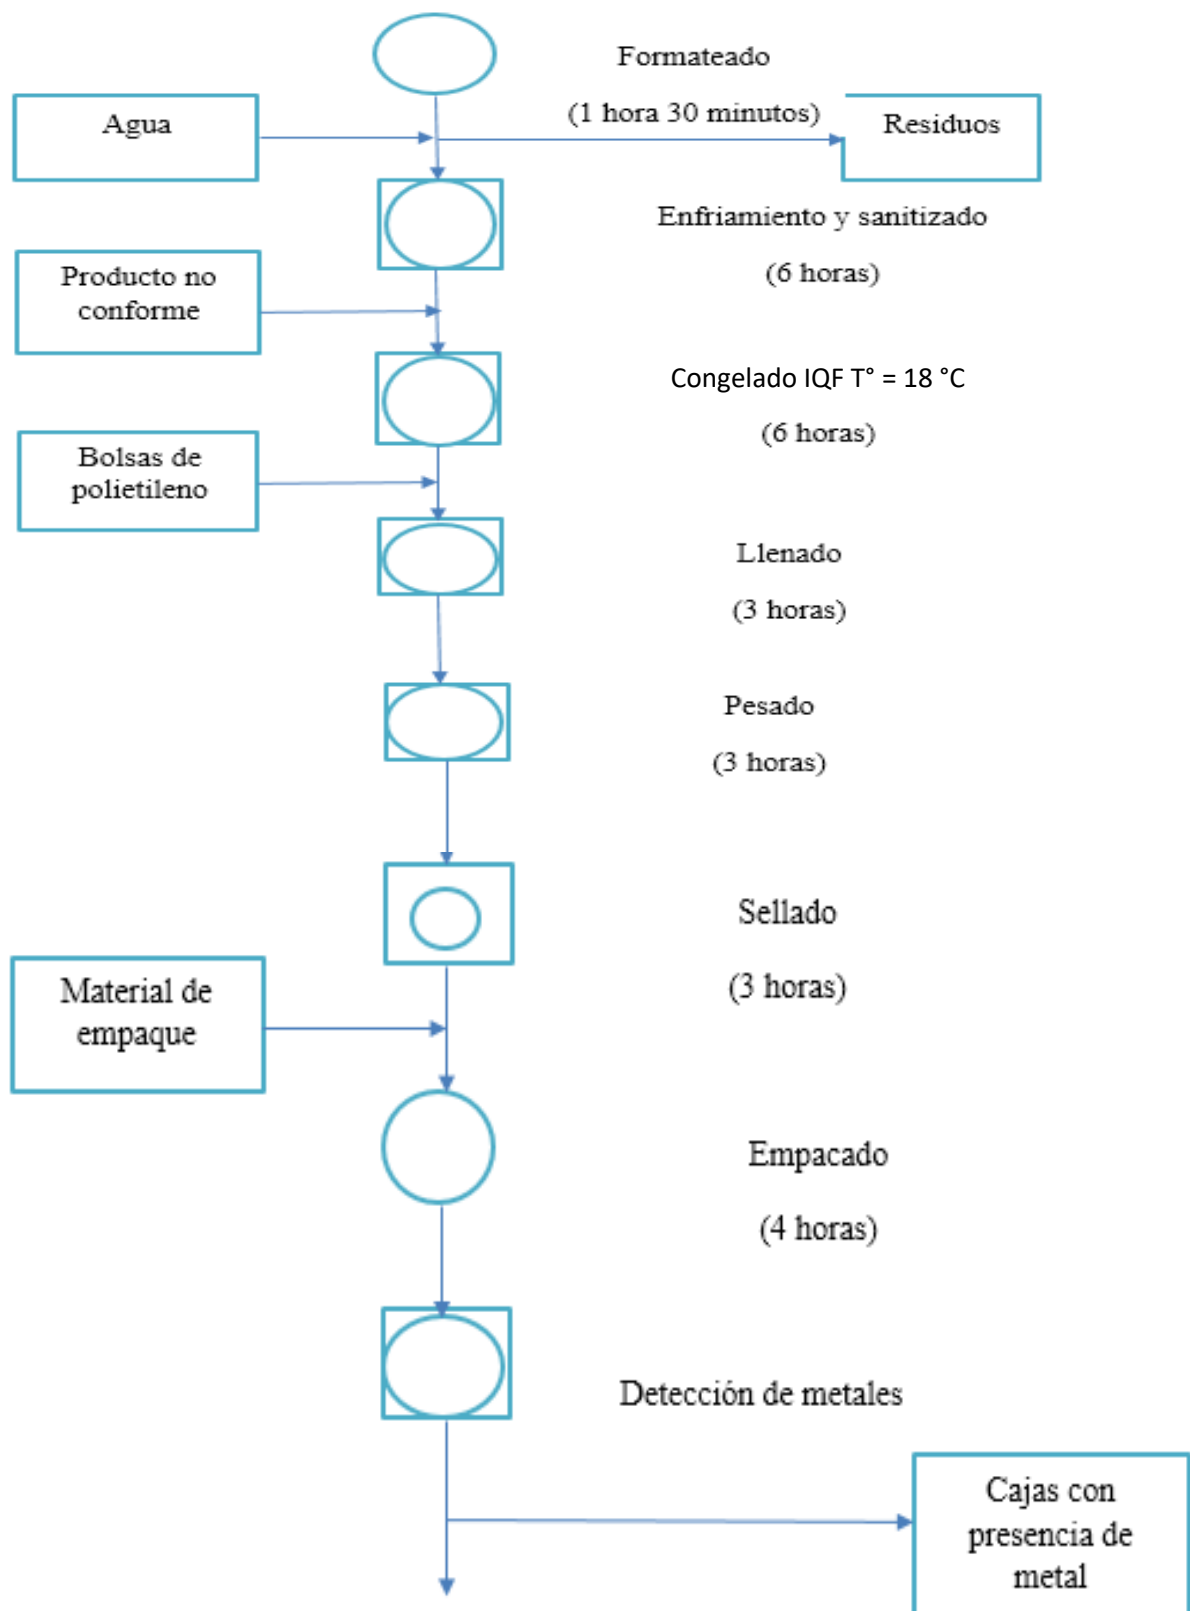 Formateado
(1 hora 30 minutos)
Agua
Residuos
Enfriamiento y sanitizado
(6 horas)
Producto no
conforme
Congelado IQF T° = 18 °C
(6 horas)
Bolsas de
polietileno
Llenado
(3 horas)
Pesado
(3 horas)
Sellado
(3 horas)
Material de
empaque
Empacado
(4 horas)
Detección de metales
Cajas con
presencia de
metal